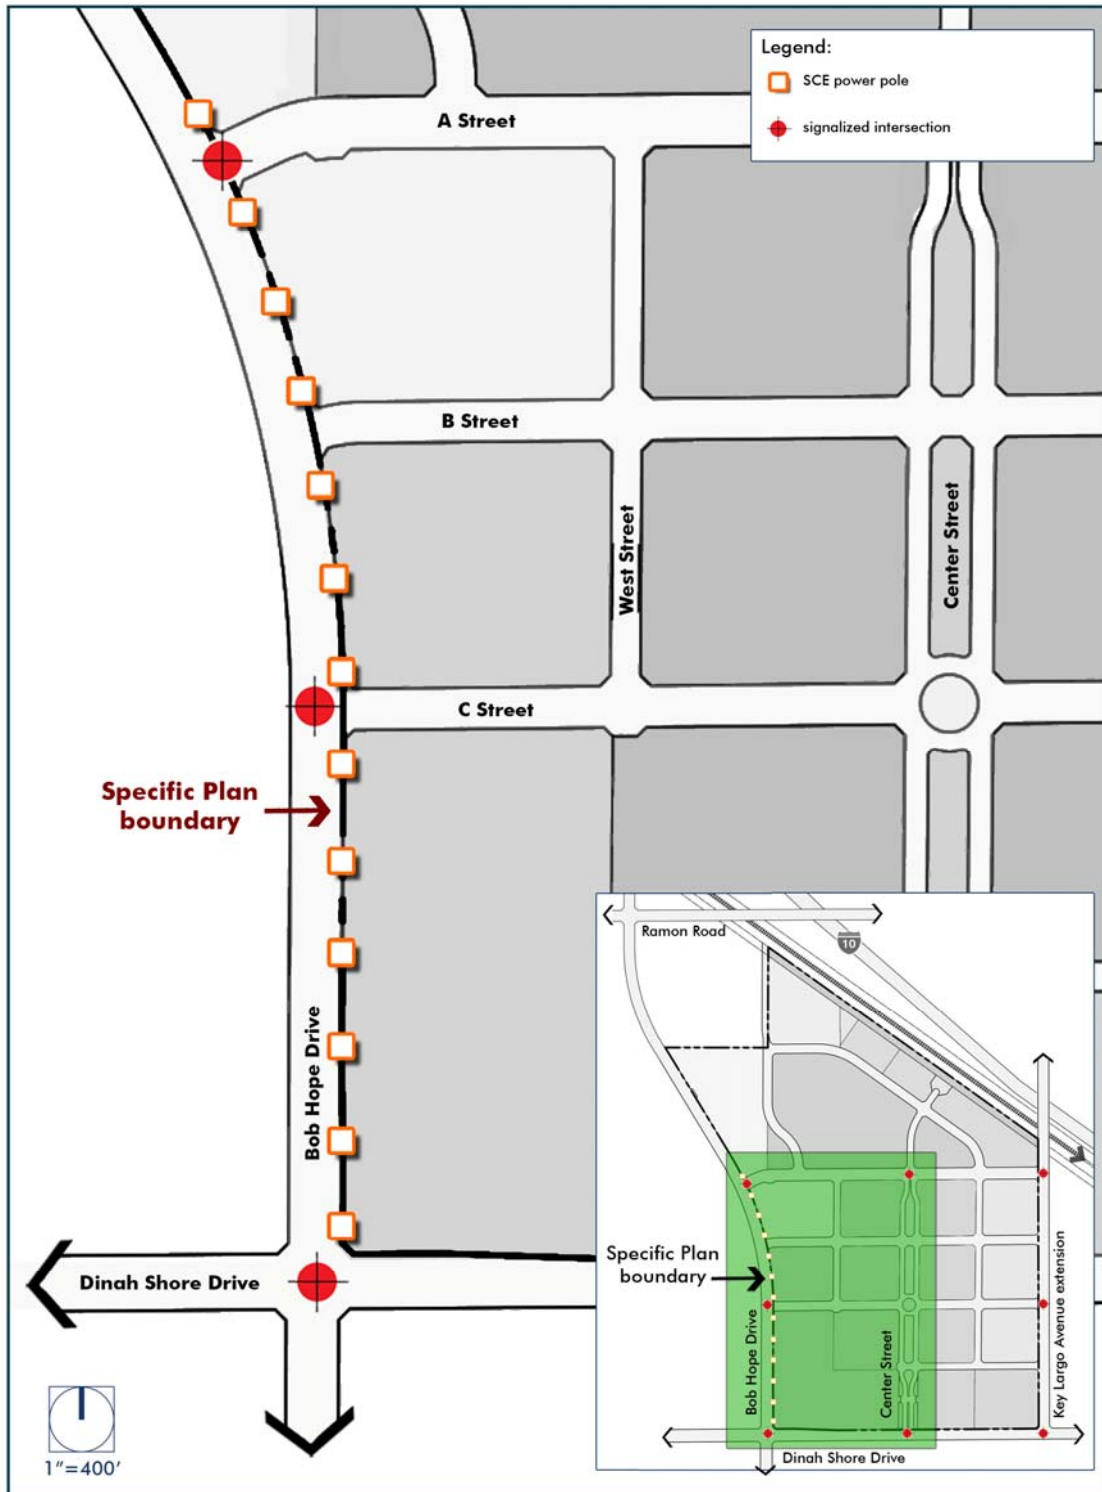 Legend:
SCE power pole
signalized intersection
A Street
B Street
West Street
Center Street
C Street
Specific Plan
boundary
Bob Hope Drive
Dinah Shore Drive
1"=400'
Ramon Road
10
Specific Plan
boundary
Bob Hope Drive
Center Street
Key Largo Avenue extension
Dinah Shore Drive